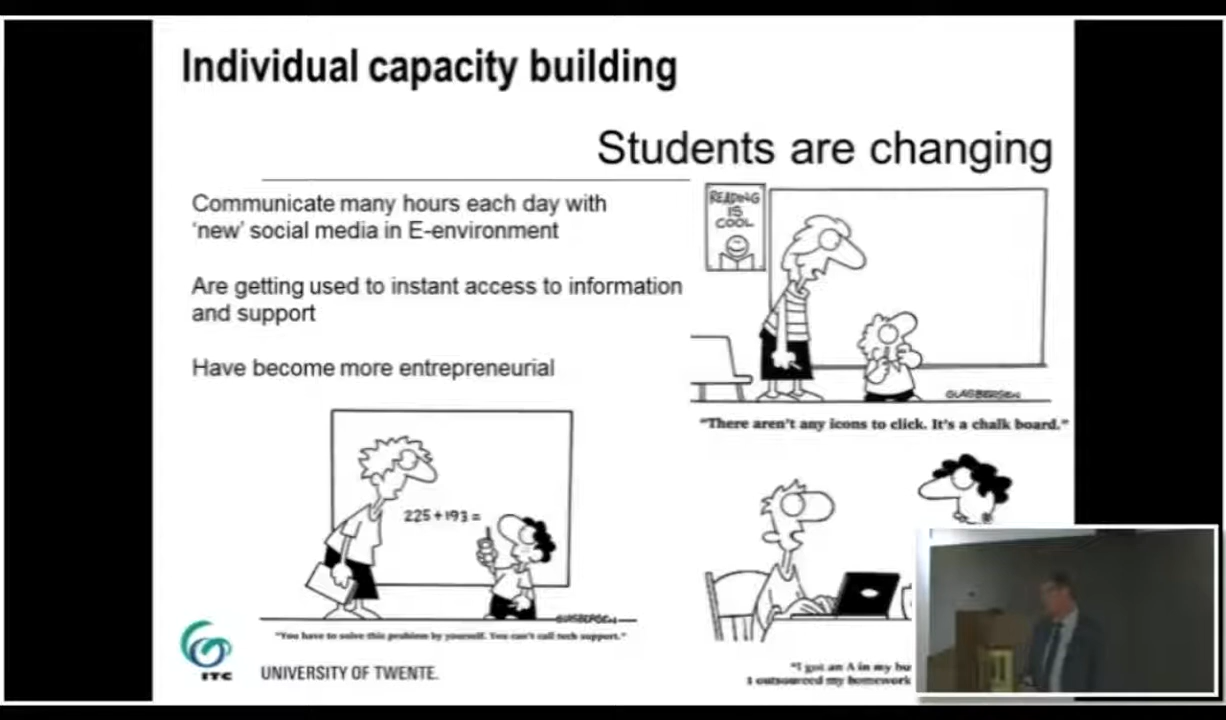 Individual capacity building
Students are changing
Communicate many hours each day with
‘new’ social media in E-environment
Are getting used to instant access to information
and support
Have become more entrepreneurial
READING
IS
COOL
GLASBERGEN
"There aren't any icons to click. It's a chalk board."
225+193=
GLASBERGEN
"You have to solve this problem by yourself. You can't call tech support."
"I got an A in my bu
I outsourced my homework
ITC
UNIVERSITY OF TWENTE.